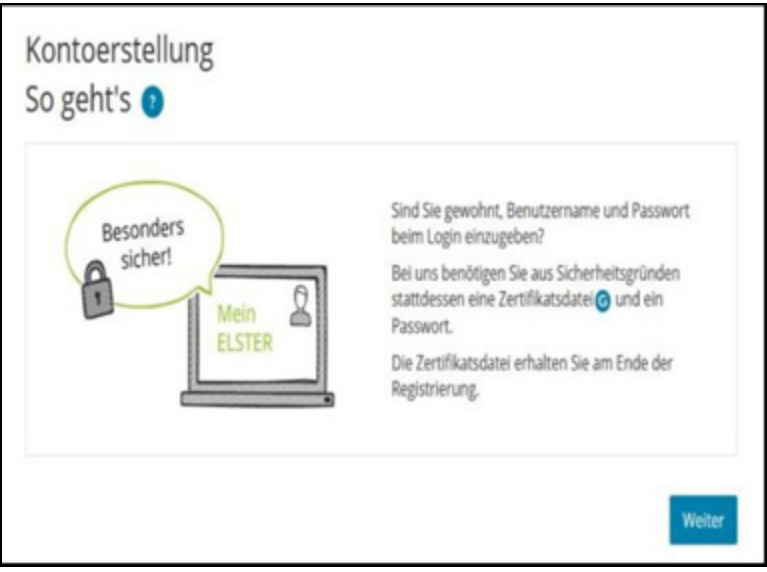 Kontoerstellung
So geht's ?
Besonders
sicher!
Mein
ELSTER
Sind Sie gewohnt, Benutzername und Passwort
beim Login einzugeben?
Bei uns benötigen Sie aus Sicherheitsgründen
stattdessen eine Zertifikatsdatei G und ein
Passwort.
Die Zertifikatsdatei erhalten Sie am Ende der
Registrierung.
Weiter